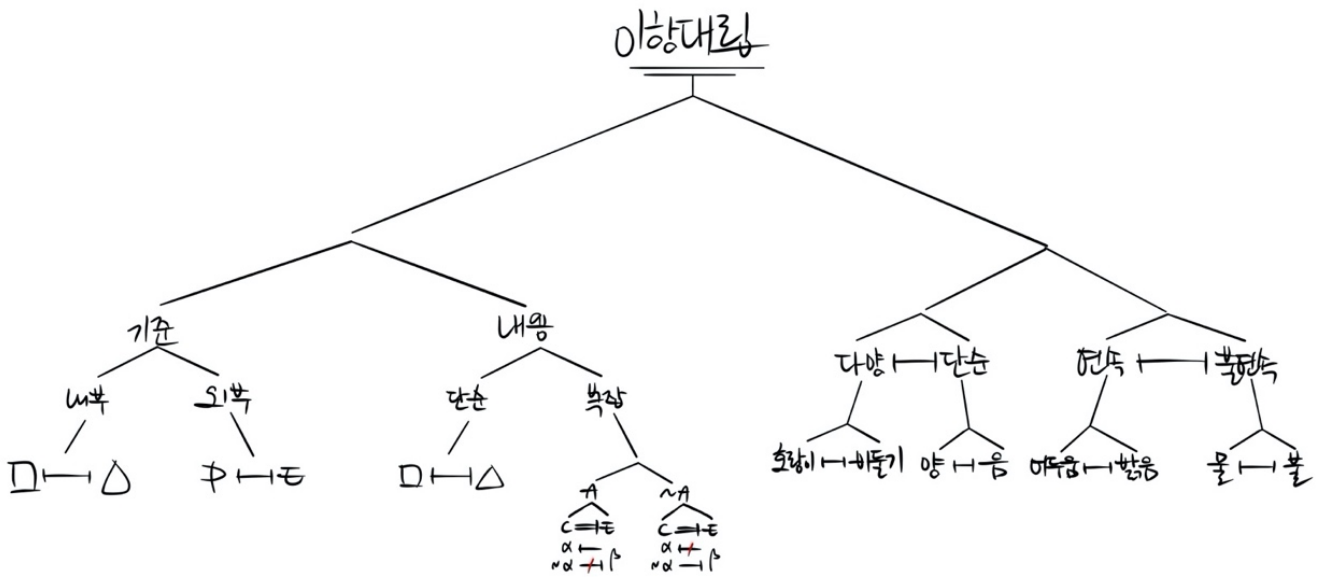 이항대립
기준 내용
다양 ⊢⊣ 단순 연속 ⊢⊣ 불연속
내부 외부 단순 복잡
호랑이 ⊢⊣ 비둘기 양 ⊢⊣ 음 어두움 ⊢⊣ 밝음 물 ⊢⊣ 불
□ ⊢⊣ △ D ⊢⊣ E □ ⊢⊣ △
A ~A
C E C E
α α
~α β ~α β